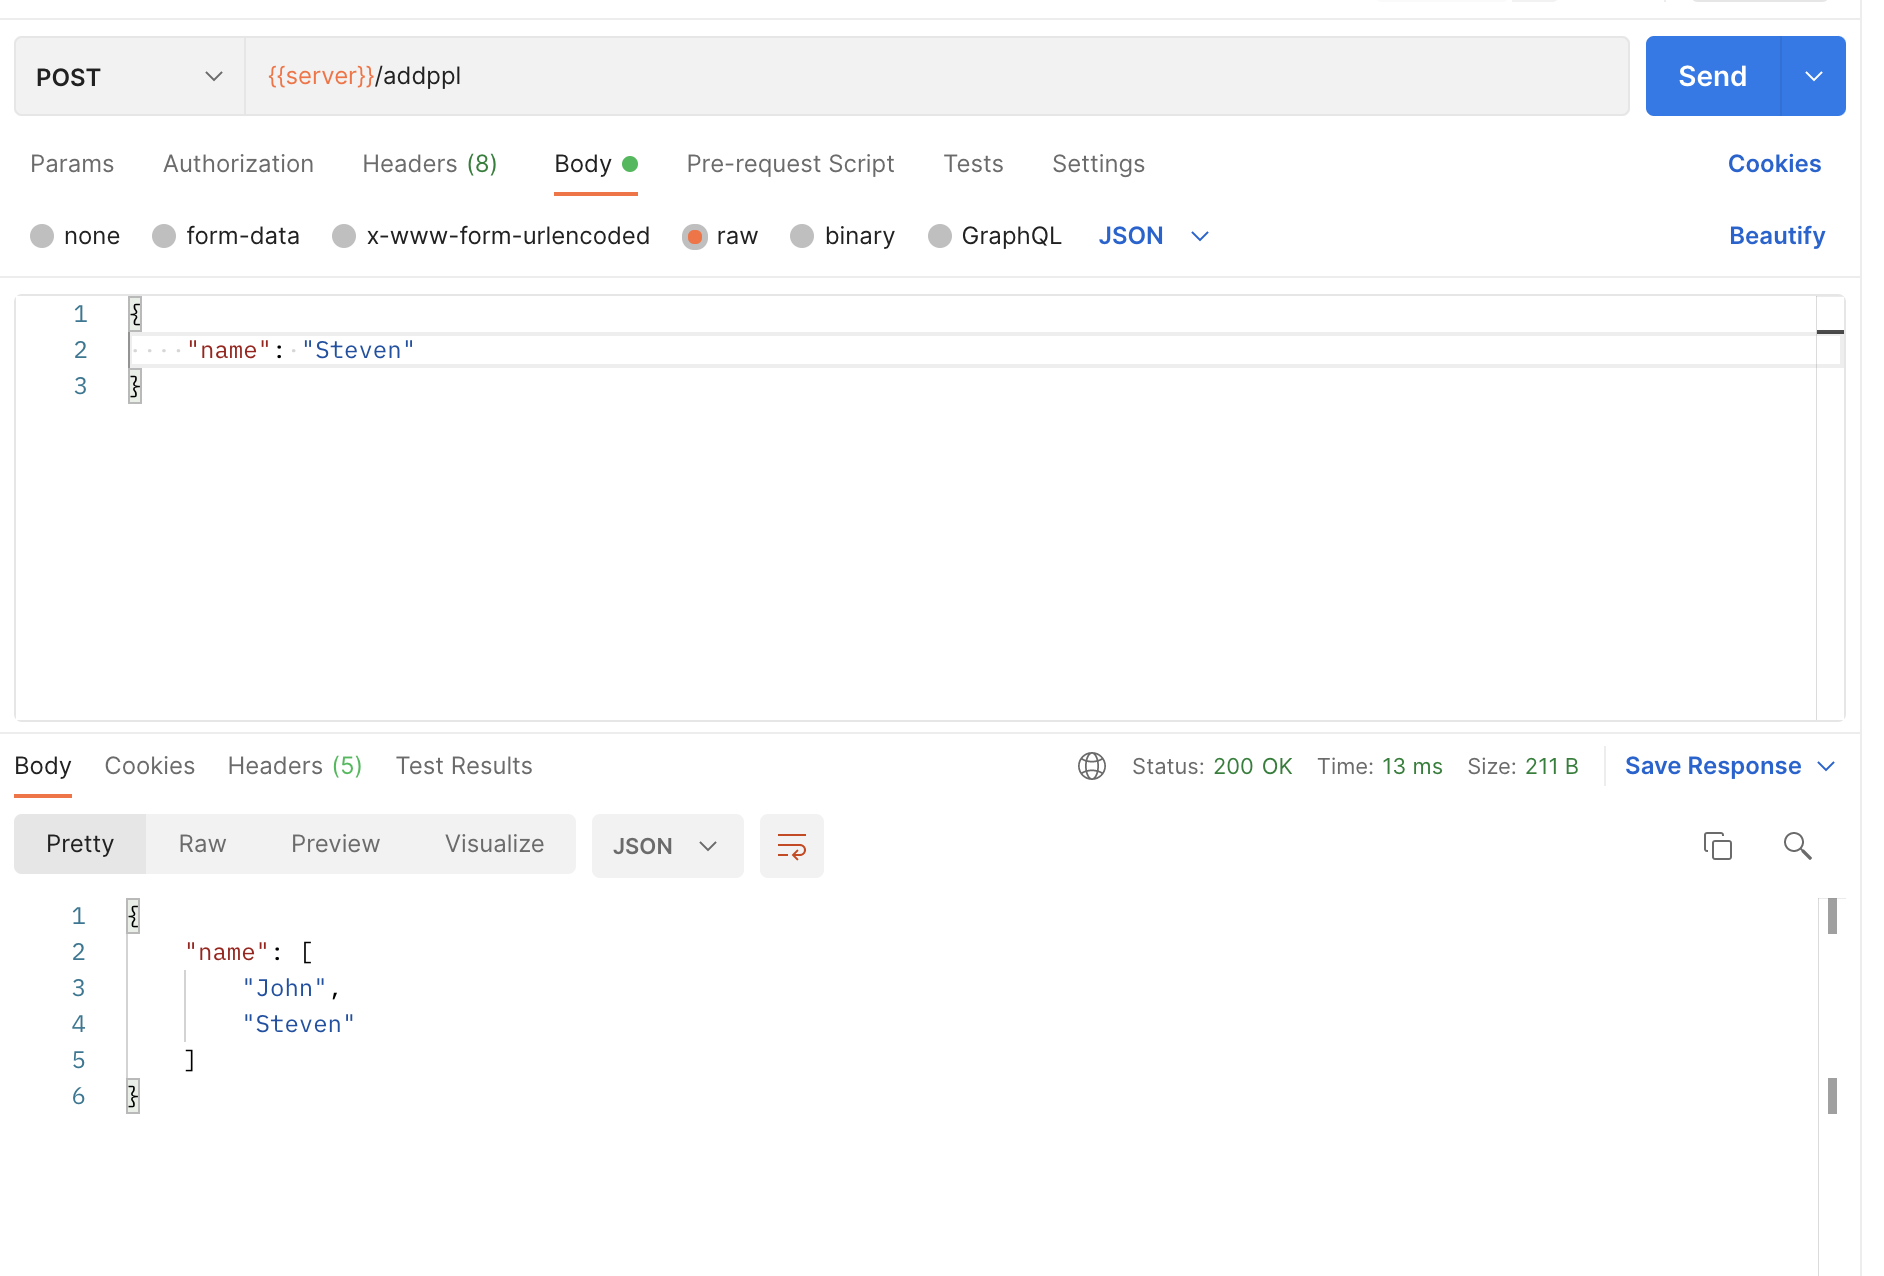 POST {{server}}/addppl Send
Params Authorization Headers (8) Body Pre-request Script Tests Settings Cookies
none form-data x-www-form-urlencoded raw binary GraphQL JSON Beautify
1 {
2 "name": "Steven"
3 }
Body Cookies Headers (5) Test Results Status: 200 OK Time: 13 ms Size: 211 B Save Response
Pretty Raw Preview Visualize JSON
1 {
2 "name": [
3 "John",
4 "Steven"
5 ]
6 }